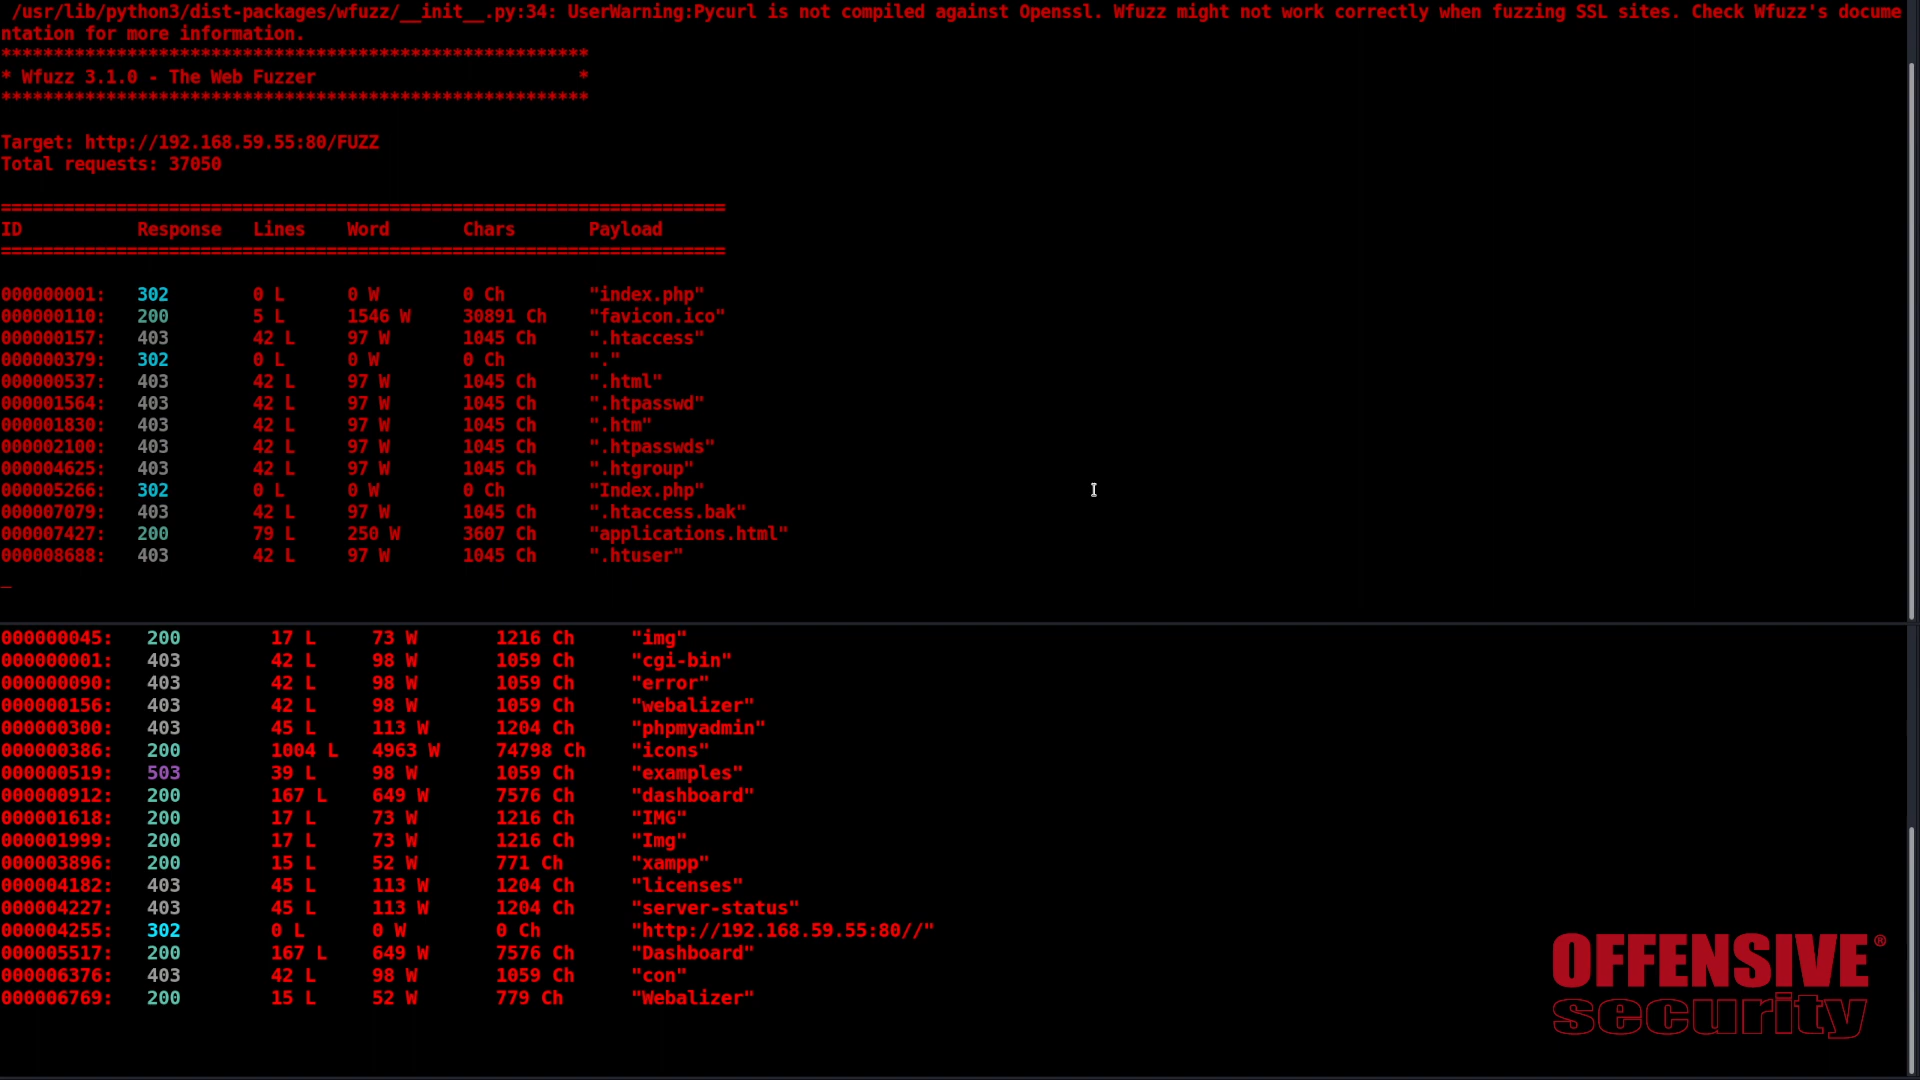 /usr/lib/python3/dist-packages/wfuzz/__init__.py:34: UserWarning:Pycurl is not compiled against Openssl. Wfuzz might not work correctly when fuzzing SSL sites. Check Wfuzz's docume
ntation for more information.
********************************************************
* Wfuzz 3.1.0 - The Web Fuzzer                         *
********************************************************
Target: http://192.168.59.55:80/FUZZ
Total requests: 37050
=====================================================================
ID           Response   Lines    Word       Chars       Payload
=====================================================================
000000001:   302        0 L      0 W        0 Ch        "index.php"
000000110:   200        5 L      1546 W     30891 Ch    "favicon.ico"
000000157:   403        42 L     97 W       1045 Ch     ".htaccess"
000000379:   302        0 L      0 W        0 Ch        "."
000000537:   403        42 L     97 W       1045 Ch     ".html"
000001564:   403        42 L     97 W       1045 Ch     ".htpasswd"
000001830:   403        42 L     97 W       1045 Ch     ".htm"
000002100:   403        42 L     97 W       1045 Ch     ".htpasswds"
000004625:   403        42 L     97 W       1045 Ch     ".htgroup"
000005266:   302        0 L      0 W        0 Ch        "Index.php"
000007079:   403        42 L     97 W       1045 Ch     ".htaccess.bak"
000007427:   200        79 L     250 W      3607 Ch     "applications.html"
000008688:   403        42 L     97 W       1045 Ch     ".htuser"
000000045:   200        17 L     73 W       1216 Ch     "img"
000000001:   403        42 L     98 W       1059 Ch     "cgi-bin"
000000090:   403        42 L     98 W       1059 Ch     "error"
000000156:   403        42 L     98 W       1059 Ch     "webalizer"
000000300:   403        45 L     113 W      1204 Ch     "phpmyadmin"
000000386:   200        1004 L   4963 W     74798 Ch    "icons"
000000519:   503        39 L     98 W       1059 Ch     "examples"
000000912:   200        167 L    649 W      7576 Ch     "dashboard"
000001618:   200        17 L     73 W       1216 Ch     "IMG"
000001999:   200        17 L     73 W       1216 Ch     "Img"
000003896:   200        15 L     52 W       771 Ch      "xampp"
000004182:   403        45 L     113 W      1204 Ch     "licenses"
000004227:   403        45 L     113 W      1204 Ch     "server-status"
000004255:   302        0 L      0 W        0 Ch        "http://192.168.59.55:80//"
000005517:   200        167 L    649 W      7576 Ch     "Dashboard"
000006376:   403        42 L     98 W       1059 Ch     "con"
000006769:   200        15 L     52 W       779 Ch      "Webalizer"
OFFENSIVE®
security